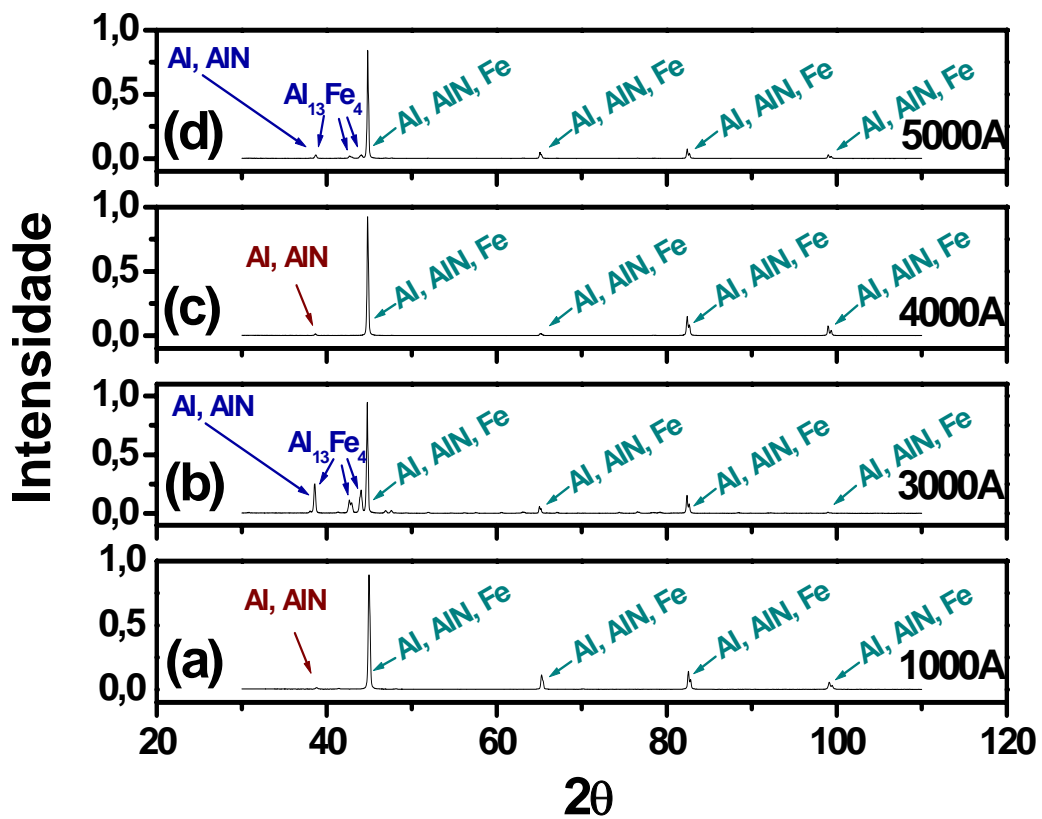 Intensidade
1,0
0,5
0,0
(d)
Al, AlN
Al13Fe4
Al, AlN, Fe
Al, AlN, Fe
Al, AlN, Fe
Al, AlN, Fe
5000A
1,0
0,5
0,0
(c)
Al, AlN
Al, AlN, Fe
Al, AlN, Fe
Al, AlN, Fe
Al, AlN, Fe
4000A
1,0
0,5
0,0
(b)
Al, AlN
Al13Fe4
Al, AlN, Fe
Al, AlN, Fe
Al, AlN, Fe
Al, AlN, Fe
3000A
1,0
0,5
0,0
(a)
Al, AlN
Al, AlN, Fe
Al, AlN, Fe
Al, AlN, Fe
Al, AlN, Fe
1000A
20 40 60 80 100 120
2θ